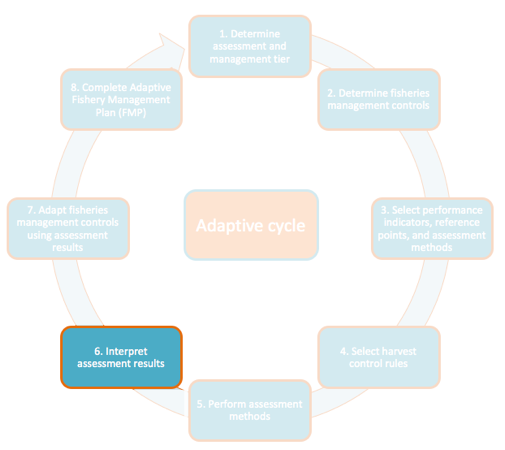 1. Determine
assessment and
management tier
2. Determine fisheries
management controls
3. Select performance
indicators, reference
points, and assessment
methods
4. Select harvest
control rules
5. Perform assessment
methods
6. Interpret
assessment results
7. Adapt fisheries
management controls
using assessment
results
8. Complete Adaptive
Fishery Management
Plan (FMP)
Adaptive cycle